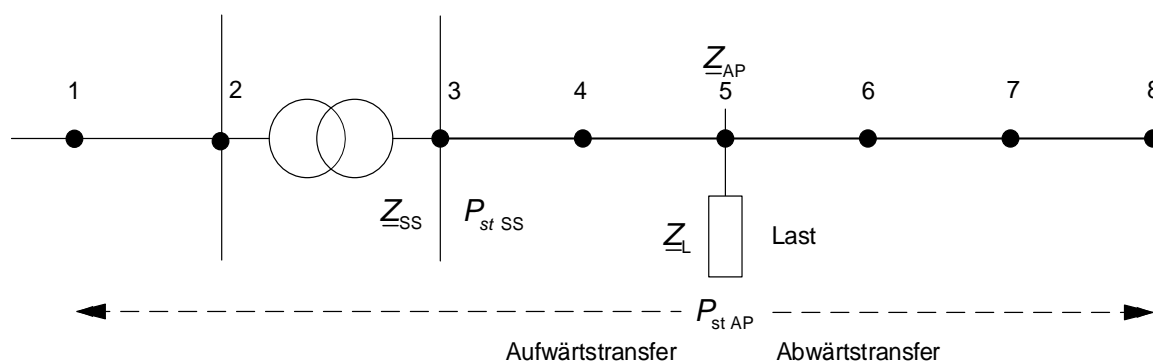 Z_AP
1 2 3 4 5 6 7 8
Z_SS P_st SS Z_L Last
P_st AP
Aufwärtstransfer Abwärtstransfer